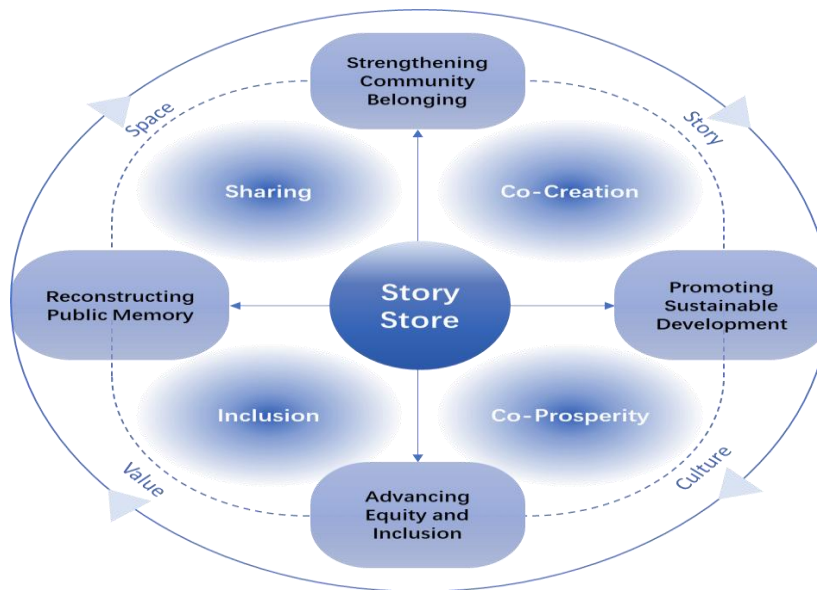 Strengthening
Community
Belonging
Space
Story
Sharing
Co-Creation
Reconstructing
Public Memory
Story
Store
Promoting
Sustainable
Development
Inclusion
Co-Prosperity
Value
Culture
Advancing
Equity and
Inclusion